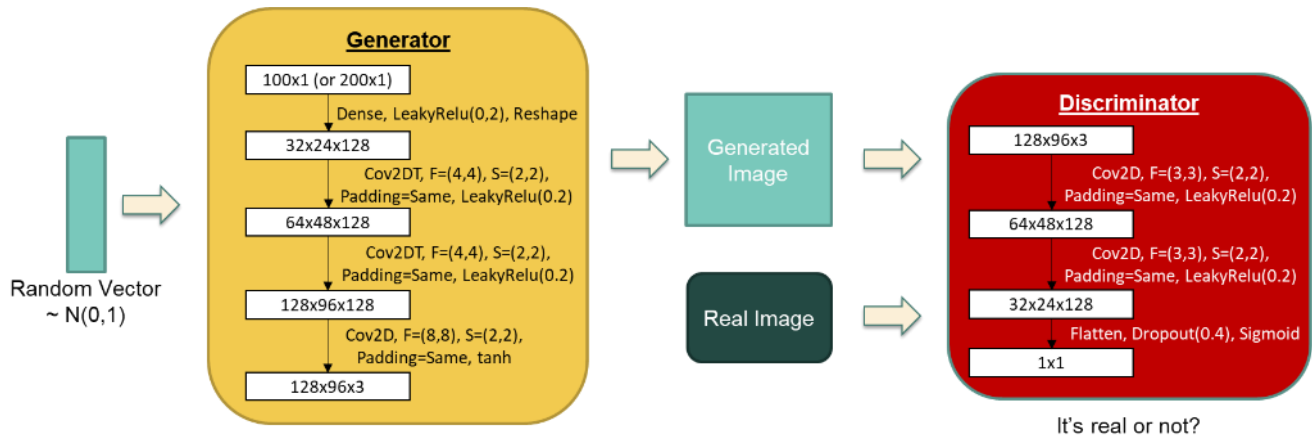 Random Vector
~ N(0,1)
Generator
100x1 (or 200x1)
Dense, LeakyRelu(0,2), Reshape
32x24x128
Cov2DT, F=(4,4), S=(2,2),
Padding=Same, LeakyRelu(0.2)
64x48x128
Cov2DT, F=(4,4), S=(2,2),
Padding=Same, LeakyRelu(0.2)
128x96x128
Cov2D, F=(8,8), S=(2,2),
Padding=Same, tanh
128x96x3
Generated
Image
Real Image
Discriminator
128x96x3
Cov2D, F=(3,3), S=(2,2),
Padding=Same, LeakyRelu(0.2)
64x48x128
Cov2D, F=(3,3), S=(2,2),
Padding=Same, LeakyRelu(0.2)
32x24x128
Flatten, Dropout(0.4), Sigmoid
1x1
It's real or not?